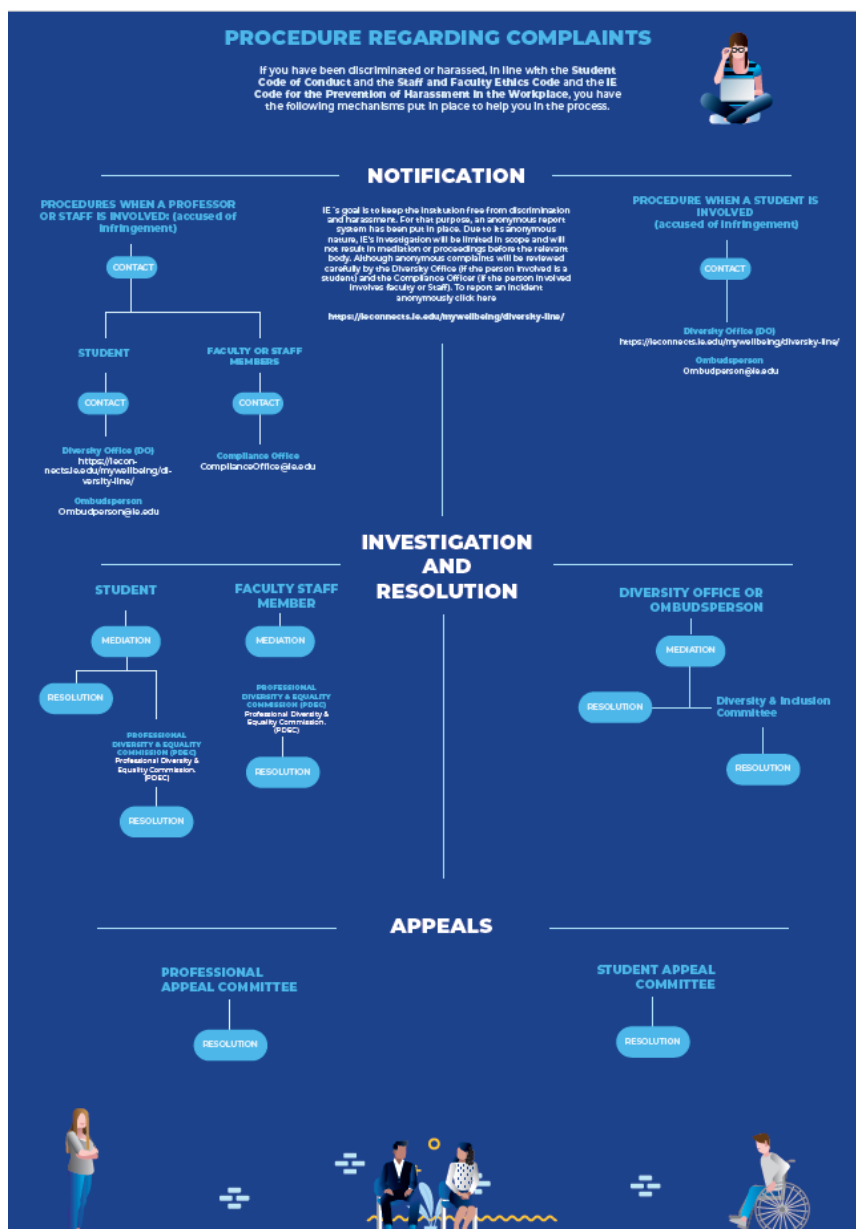 PROCEDURE REGARDING COMPLAINTS
If you have been discriminated or harassed, in line with the Student
Code of Conduct and the Staff and Faculty Ethics Code and the IE
Code for the Prevention of Harassment in the Workplace, you have
the following mechanisms put in place to help you in the process.
NOTIFICATION
PROCEDURES WHEN A PROFESSOR
OR STAFF IS INVOLVED: (accused of
infringement)
CONTACT
STUDENT
CONTACT
Diversity Office (DO)
https://iecon-
nects.ie.edu/mywellbeing/di-
versity-line/
Ombudsperson
Ombudperson@ie.edu
FACULTY OR STAFF
MEMBERS
CONTACT
Compliance Office
ComplianceOffice@ie.edu
IE´s goal is to keep the institution free from discrimination
and harassment. For that purpose, an anonymous report
system has been put in place. Due to its anonymous
nature, IE's investigation will be limited in scope and will
not result in mediation or proceedings before the relevant
body. Although anonymous complaints will be reviewed
carefully by the Diversity Office (if the person involved is a
student) and the Compliance Officer (if the person involved
involves faculty or Staff). To report an incident
anonymously click here
https://ieconnects.ie.edu/mywellbeing/diversity-line/
PROCEDURE WHEN A STUDENT IS
INVOLVED
(accused of infringement)
CONTACT
Diversity Office (DO)
https://ieconnects.ie.edu/mywellbeing/diversity-line/
Ombudsperson
Ombudperson@ie.edu
INVESTIGATION
AND
RESOLUTION
STUDENT
MEDIATION
RESOLUTION
PROFESSIONAL
DIVERSITY & EQUALITY
COMMISSION (PDEC)
Professional Diversity &
Equality Commission.
(PDEC)
RESOLUTION
FACULTY STAFF
MEMBER
MEDIATION
PROFESSIONAL
DIVERSITY & EQUALITY
COMMISSION (PDEC)
Professional Diversity &
Equality Commission.
(PDEC)
RESOLUTION
DIVERSITY OFFICE OR
OMBUDSPERSON
MEDIATION
RESOLUTION
Diversity & Inclusion
Committee
RESOLUTION
APPEALS
PROFESSIONAL
APPEAL COMMITTEE
RESOLUTION
STUDENT APPEAL
COMMITTEE
RESOLUTION